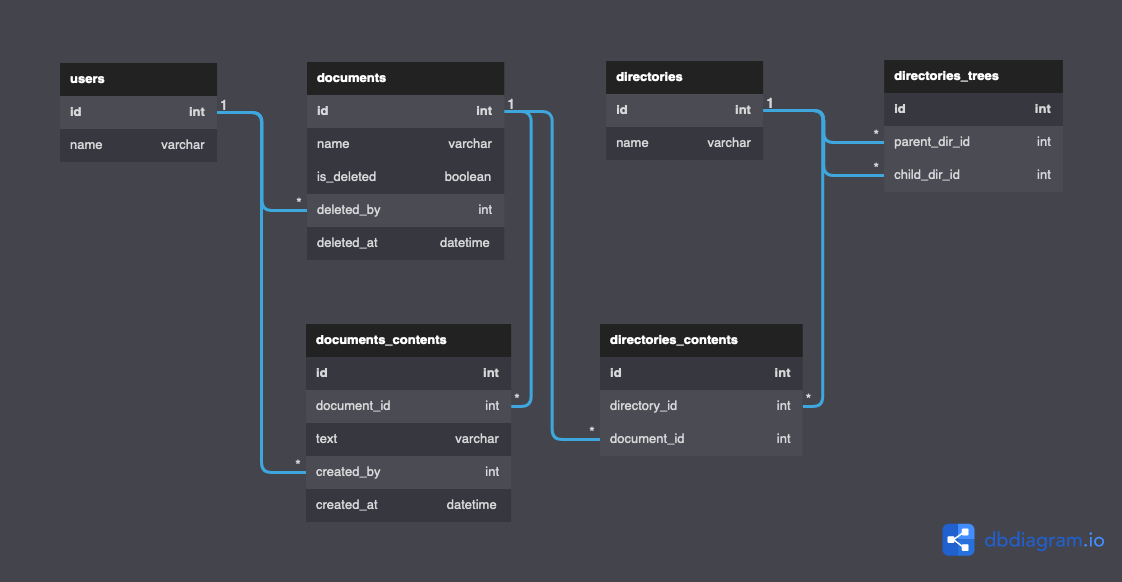 users
id int
name varchar
1
documents
id int
name varchar
is_deleted boolean
* deleted_by int
deleted_at datetime
1
directories
id int
name varchar
1
directories_trees
id int
* parent_dir_id int
* child_dir_id int
documents_contents
id int
document_id int *
text varchar
* created_by int
created_at datetime
directories_contents
id int
directory_id int *
* document_id int
dbdiagram.io